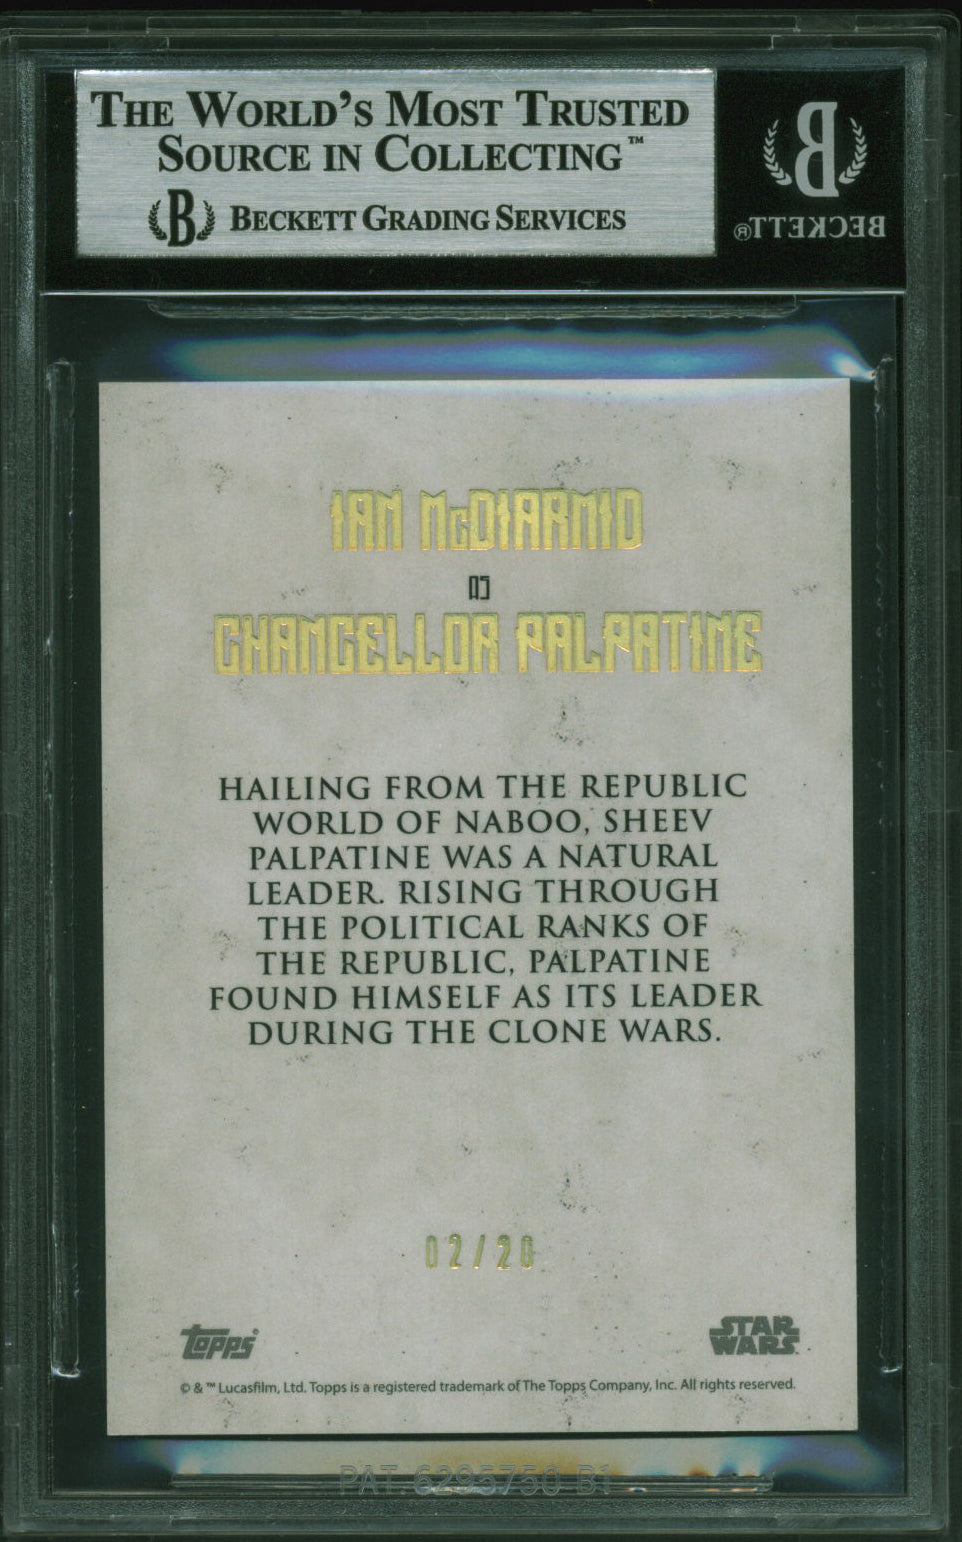 THE WORLD'S MOST TRUSTED
SOURCE IN COLLECTING™
B BECKETT GRADING SERVICES
B
BECKETT®
IAN McDIARMID
as
CHANCELLOR PALPATINE
HAILING FROM THE REPUBLIC
WORLD OF NABOO, SHEEV
PALPATINE WAS A NATURAL
LEADER. RISING THROUGH
THE POLITICAL RANKS OF
THE REPUBLIC, PALPATINE
FOUND HIMSELF AS ITS LEADER
DURING THE CLONE WARS.
02/20
Topps®
STAR
WARS
© & ™ Lucasfilm, Ltd. Topps is a registered trademark of The Topps Company, Inc. All rights reserved.
PAT. 6295750 B1